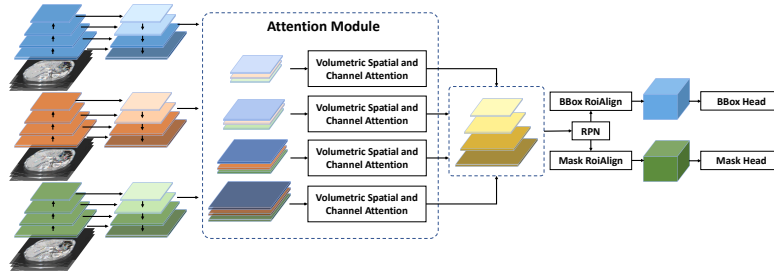 Attention Module
Volumetric Spatial and
Channel Attention
Volumetric Spatial and
Channel Attention
Volumetric Spatial and
Channel Attention
Volumetric Spatial and
Channel Attention
BBox RoiAlign
BBox Head
RPN
Mask RoiAlign
Mask Head